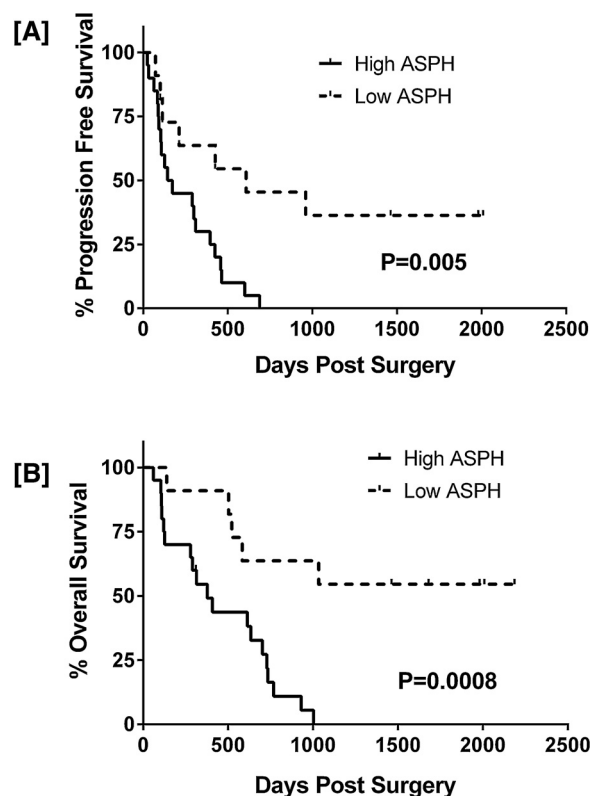 [A]
% Progression Free Survival
100
75
50
25
0
High ASPH
Low ASPH
P=0.005
0 500 1000 1500 2000 2500
Days Post Surgery
[B]
% Overall Survival
100
75
50
25
0
High ASPH
Low ASPH
P=0.0008
0 500 1000 1500 2000 2500
Days Post Surgery